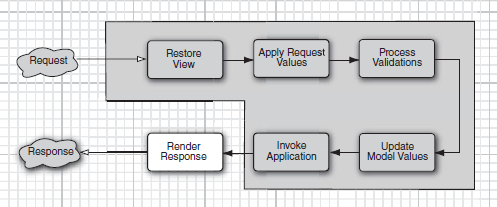 Request
Restore
View
Apply Request
Values
Process
Validations
Response
Render
Response
Invoke
Application
Update
Model Values